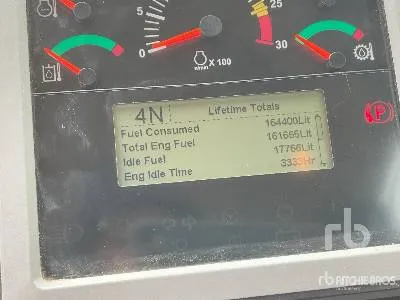 5
0
n/min X 100
25
30
4N
Lifetime Totals
Fuel Consumed 164400Lit
Total Eng Fuel 161665Lit
Idle Fuel 17766Lit
Eng Idle Time 3333Hr
P
rb
RITCHIE BROS.